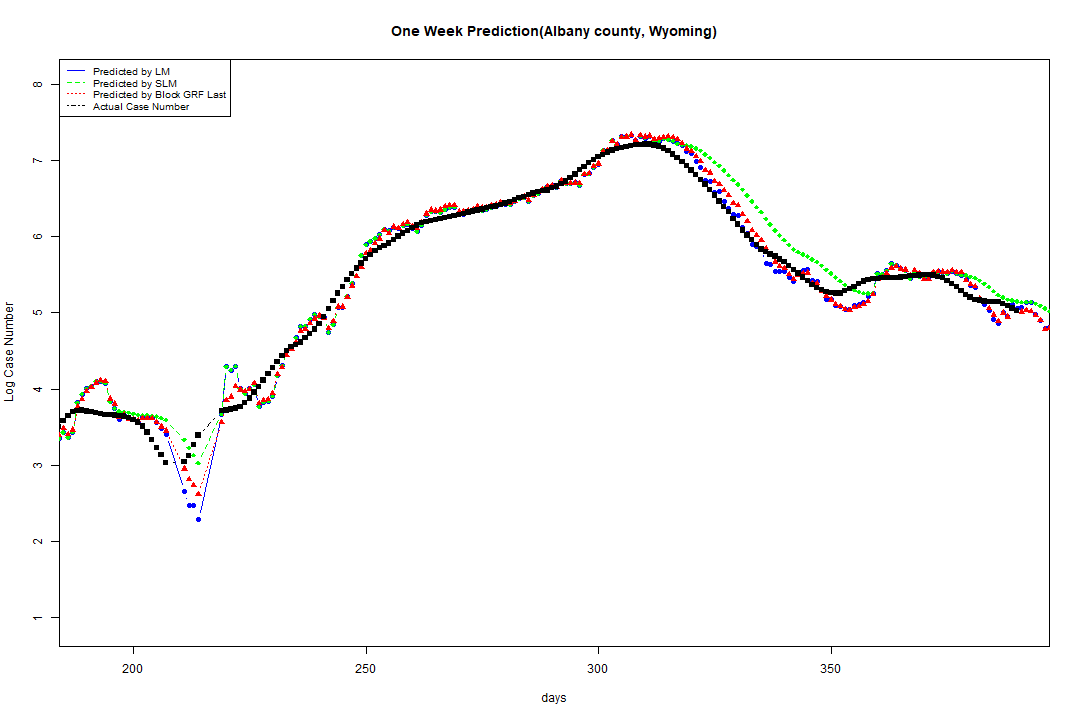 One Week Prediction(Albany county, Wyoming)
Predicted by LM
Predicted by SLM
Predicted by Block GRF Last
Actual Case Number
8
7
6
5
4
3
2
1
Log Case Number
200 250 300 350
days